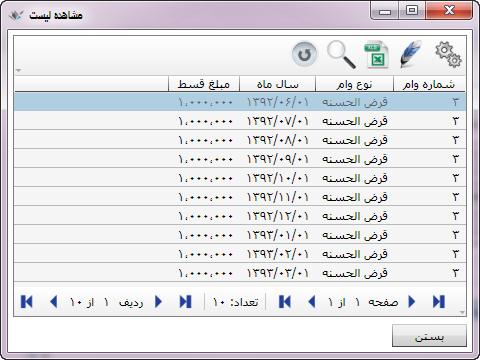 مشاهده لیست
شماره وام نوع وام سال ماه مبلغ قسط
۳ قرض الحسنه ۱۳۹۲/۰۶/۰۱ ۱،۰۰۰،۰۰۰
۳ قرض الحسنه ۱۳۹۲/۰۷/۰۱ ۱،۰۰۰،۰۰۰
۳ قرض الحسنه ۱۳۹۲/۰۸/۰۱ ۱،۰۰۰،۰۰۰
۳ قرض الحسنه ۱۳۹۲/۰۹/۰۱ ۱،۰۰۰،۰۰۰
۳ قرض الحسنه ۱۳۹۲/۱۰/۰۱ ۱،۰۰۰،۰۰۰
۳ قرض الحسنه ۱۳۹۲/۱۱/۰۱ ۱،۰۰۰،۰۰۰
۳ قرض الحسنه ۱۳۹۲/۱۲/۰۱ ۱،۰۰۰،۰۰۰
۳ قرض الحسنه ۱۳۹۳/۰۱/۰۱ ۱،۰۰۰،۰۰۰
۳ قرض الحسنه ۱۳۹۳/۰۲/۰۱ ۱،۰۰۰،۰۰۰
۳ قرض الحسنه ۱۳۹۳/۰۳/۰۱ ۱،۰۰۰،۰۰۰
صفحه ۱ از ۱ تعداد: ۱۰ ردیف ۱ از ۱۰
بستن